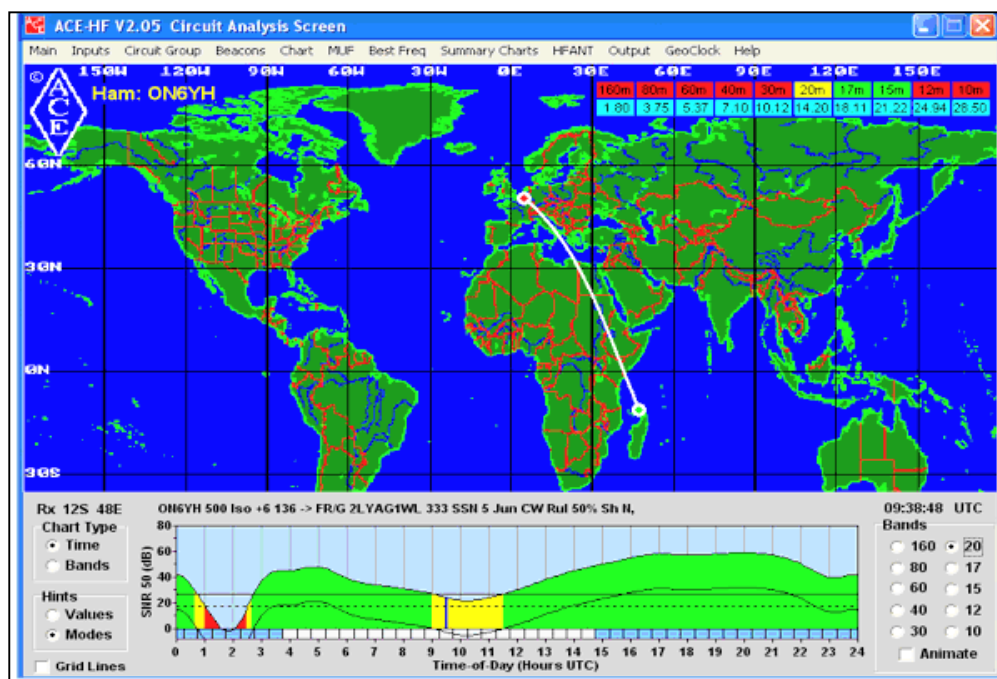 ACE-HF V2.05 Circuit Analysis Screen
Main Inputs Circuit Group Beacons Chart MUF Best Freq Summary Charts HFANT Output GeoClock Help
150W 120W 90W 60W 30W 0E 30E 60E 90E 120E 150E
©
ACE
Ham: ON6YH
160m 80m 60m 40m 30m 20m 17m 15m 12m 10m
1.80 3.75 5.37 7.10 10.12 14.20 18.11 21.22 24.94 28.50
60N
30N
0N
30S
Rx 12S 48E ON6YH 500 Iso +6 136 -> FR/G 2LYAG1WL 333 SSN 5 Jun CW Rul 50% Sh N, 09:38:48 UTC
Chart Type
Time
Bands
Hints
Values
Modes
Grid Lines
SNR 50 (dB)
80
60
40
20
0
0 1 2 3 4 5 6 7 8 9 10 11 12 13 14 15 16 17 18 19 20 21 22 23 24
Time-of-Day (Hours UTC)
Bands
160 20
80 17
60 15
40 12
30 10
Animate